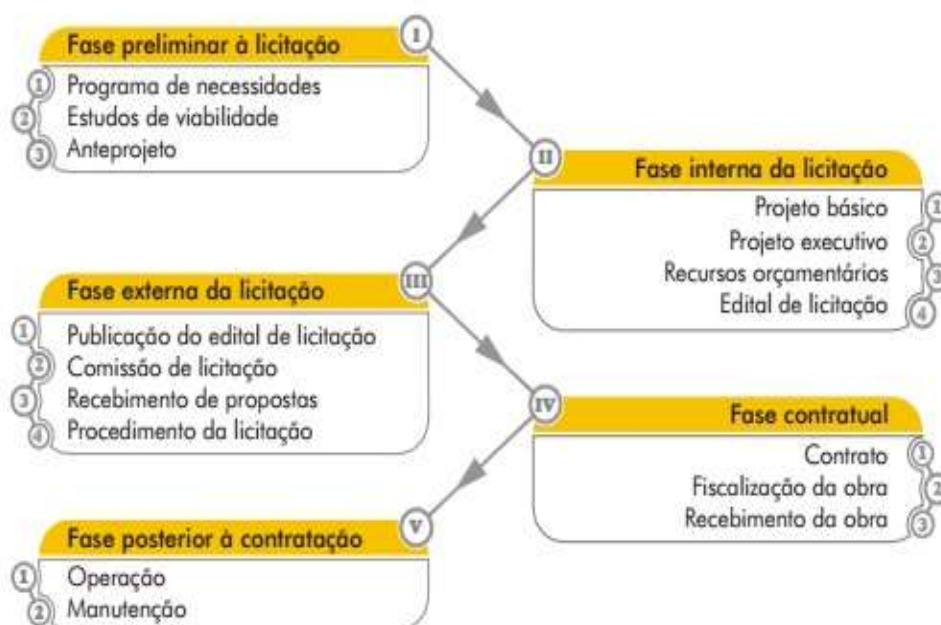 Fase preliminar à licitação
I
1 Programa de necessidades
2 Estudos de viabilidade
3 Anteprojeto
II
Fase interna da licitação
Projeto básico 1
Projeto executivo 2
Recursos orçamentários 3
Edital de licitação 4
Fase externa da licitação
III
1 Publicação do edital de licitação
2 Comissão de licitação
3 Recebimento de propostas
4 Procedimento da licitação
IV
Fase contratual
Contrato 1
Fiscalização da obra 2
Recebimento da obra 3
Fase posterior à contratação
V
1 Operação
2 Manutenção